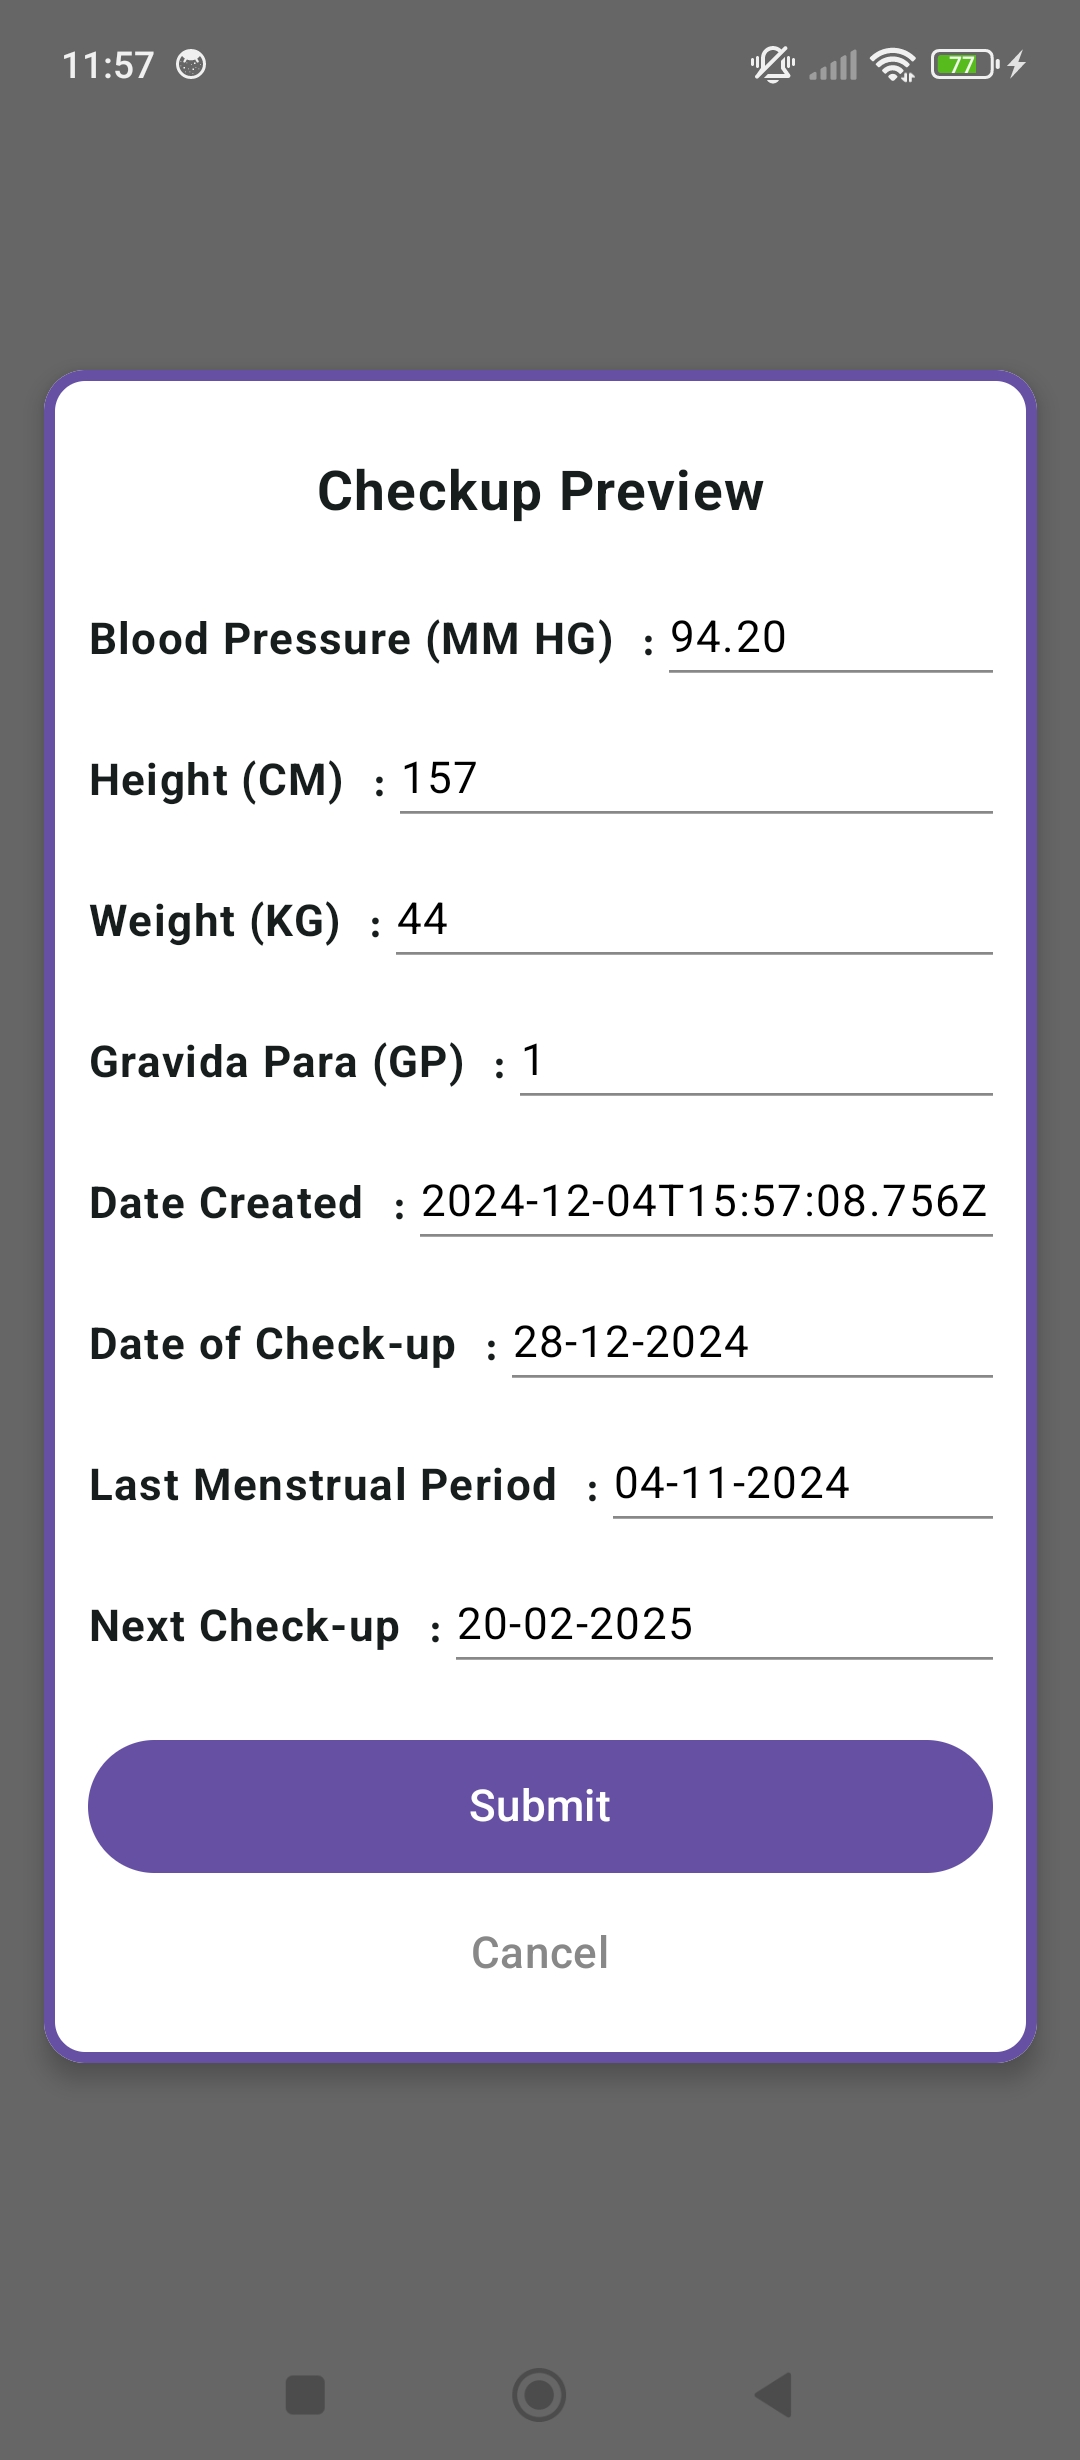 11:57
77
Checkup Preview
Blood Pressure (MM HG) : 94.20
Height (CM) : 157
Weight (KG) : 44
Gravida Para (GP) : 1
Date Created : 2024-12-04T15:57:08.756Z
Date of Check-up : 28-12-2024
Last Menstrual Period : 04-11-2024
Next Check-up : 20-02-2025
Submit
Cancel